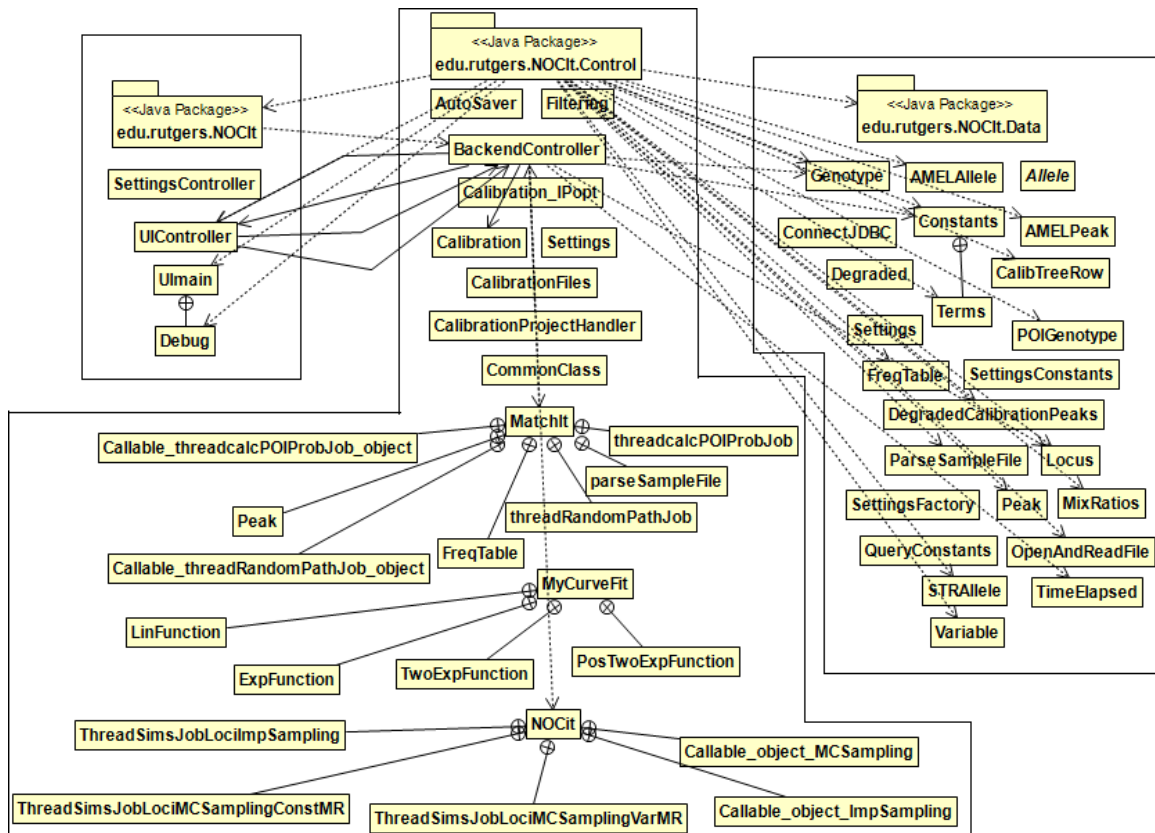 <<Java Package>>
edu.rutgers.NOCIt.Control
<<Java Package>>
edu.rutgers.NOCIt
<<Java Package>>
edu.rutgers.NOCIt.Data
AutoSaver
Filtering
BackendController
SettingsController
Calibration_IPopt
Genotype
AMELAllele
Allele
UIController
Calibration
Settings
ConnectJDBC
Constants
AMELPeak
UImain
CalibrationFiles
Degraded
CalibTreeRow
Debug
CalibrationProjectHandler
Settings
Terms
POIGenotype
CommonClass
FreqTable
SettingsConstants
MatchIt
DegradedCalibrationPeaks
Callable_threadcalcPOIProbJob_object
threadcalcPOIProbJob
ParseSampleFile
Locus
parseSampleFile
Peak
threadRandomPathJob
SettingsFactory
Peak
MixRatios
Callable_threadRandomPathJob_object
FreqTable
QueryConstants
OpenAndReadFile
MyCurveFit
STRAllele
TimeElapsed
LinFunction
Variable
ExpFunction
TwoExpFunction
PosTwoExpFunction
NOCit
ThreadSimsJobLociImpSampling
Callable_object_MCSampling
ThreadSimsJobLociMCSamplingConstMR
ThreadSimsJobLociMCSamplingVarMR
Callable_object_ImpSampling